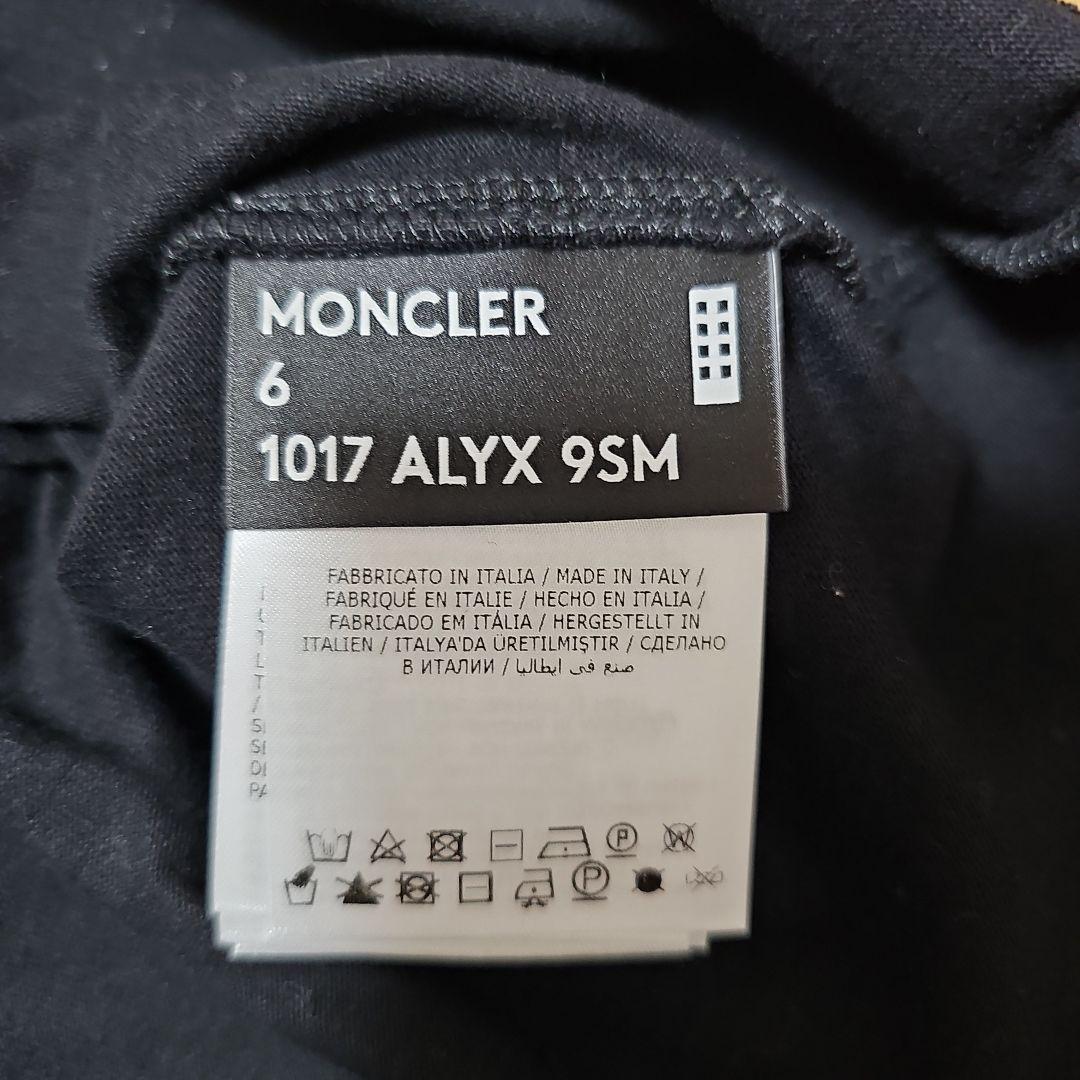 MONCLER
6
1017 ALYX 9SM
FABBRICATO IN ITALIA / MADE IN ITALY /
FABRIQUÉ EN ITALIE / HECHO EN ITALIA /
FABRICADO EM ITÁLIA / HERGESTELLT IN
ITALIEN / ITALYA'DA ÜRETILMIŞTIR / СДЕЛАНО
В ИТАЛИИ / صنع في ايطاليا
P W
P